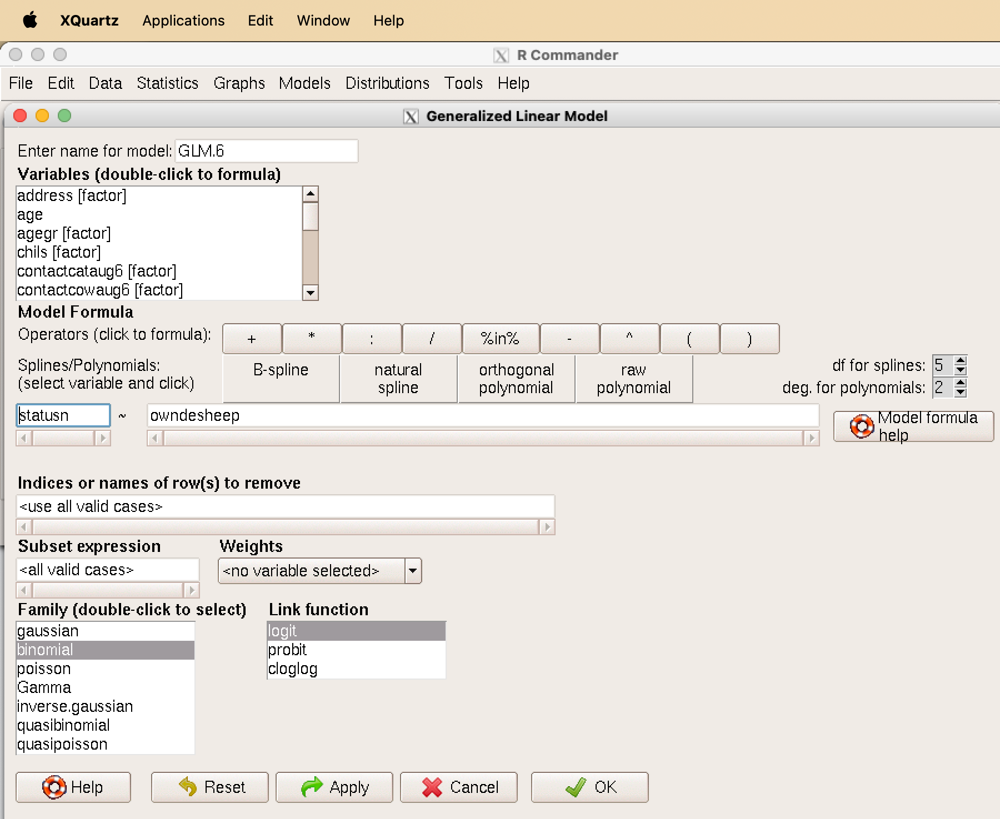 XQuartz Applications Edit Window Help
R Commander
File Edit Data Statistics Graphs Models Distributions Tools Help
Generalized Linear Model
Enter name for model: GLM.6
Variables (double-click to formula)
address [factor]
age
agegr [factor]
chils [factor]
contactcataug6 [factor]
contactcowaug6 [factor]
Model Formula
Operators (click to formula): + * : / %in% - ^ ( )
Splines/Polynomials:
(select variable and click)
B-spline
natural
spline
orthogonal
polynomial
raw
polynomial
df for splines: 5
deg. for polynomials: 2
statusn ~ owndesheep
Model formula
help
Indices or names of row(s) to remove
<use all valid cases>
Subset expression
<all valid cases>
Weights
<no variable selected>
Family (double-click to select)
gaussian
binomial
poisson
Gamma
inverse.gaussian
quasibinomial
quasipoisson
Link function
logit
probit
cloglog
Help Reset Apply Cancel OK